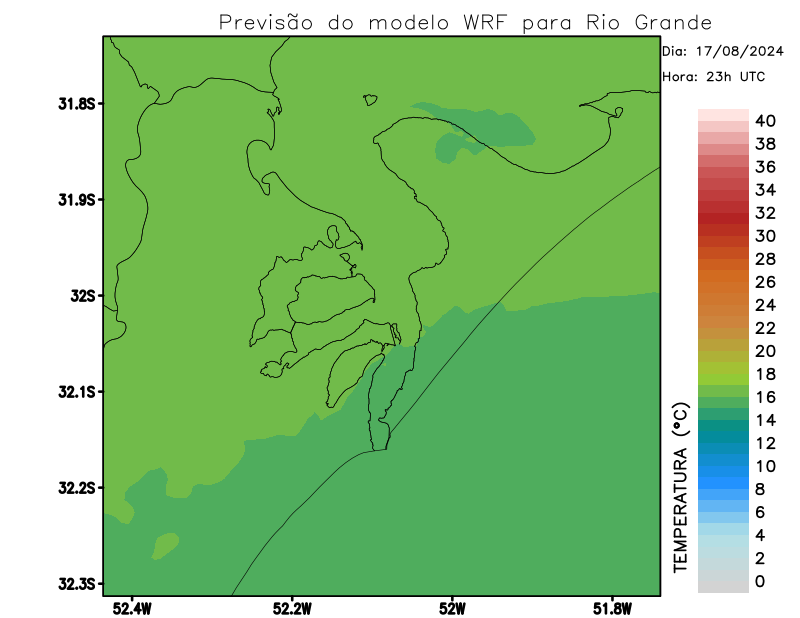 Previsão do modelo WRF para Rio Grande
Dia: 17/08/2024
Hora: 23h UTC
31.8S
31.9S
32S
32.1S
32.2S
32.3S
52.4W
52.2W
52W
51.8W
TEMPERATURA (°C)
40
38
36
34
32
30
28
26
24
22
20
18
16
14
12
10
8
6
4
2
0